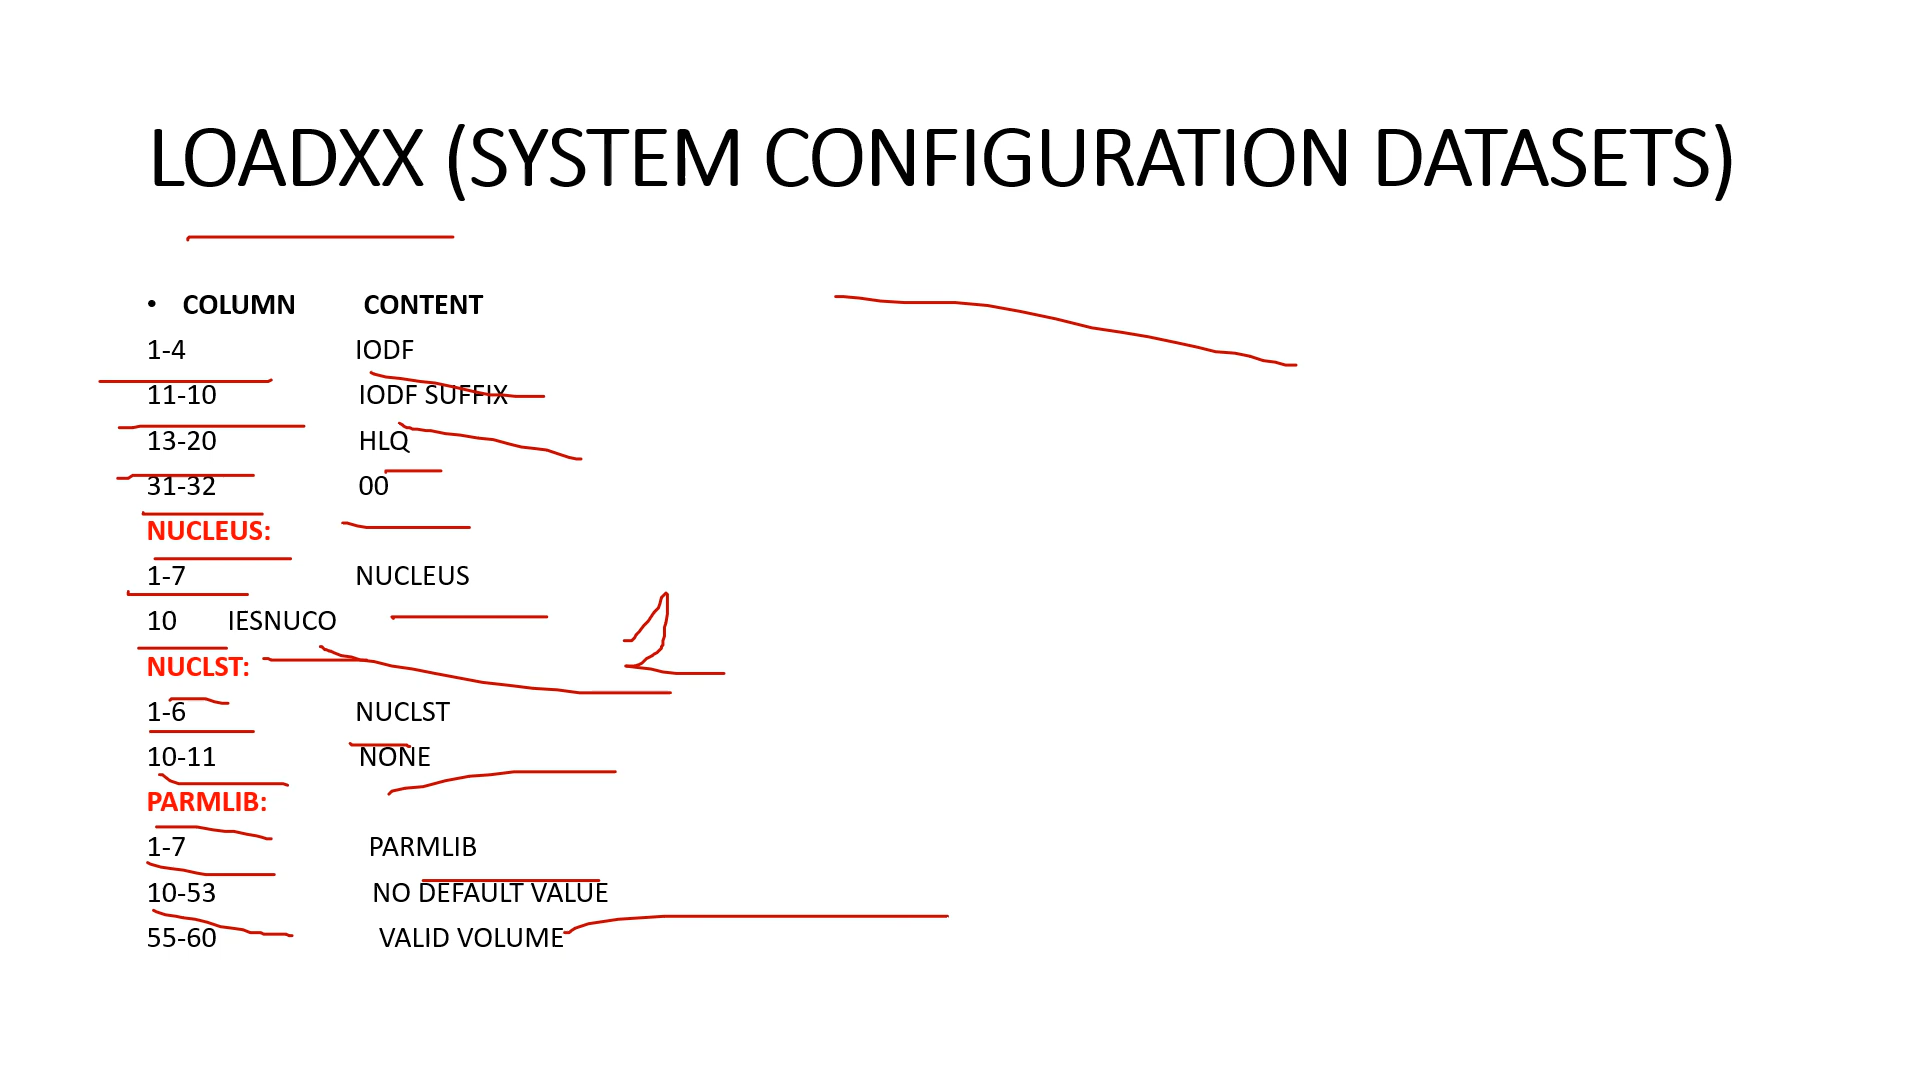 LOADXX (SYSTEM CONFIGURATION DATASETS)
• COLUMN CONTENT
1-4 IODF
11-10 IODF SUFFIX
13-20 HLQ
31-32 00
NUCLEUS:
1-7 NUCLEUS
10 IESNUCO
NUCLST:
1-6 NUCLST
10-11 NONE
PARMLIB:
1-7 PARMLIB
10-53 NO DEFAULT VALUE
55-60 VALID VOLUME